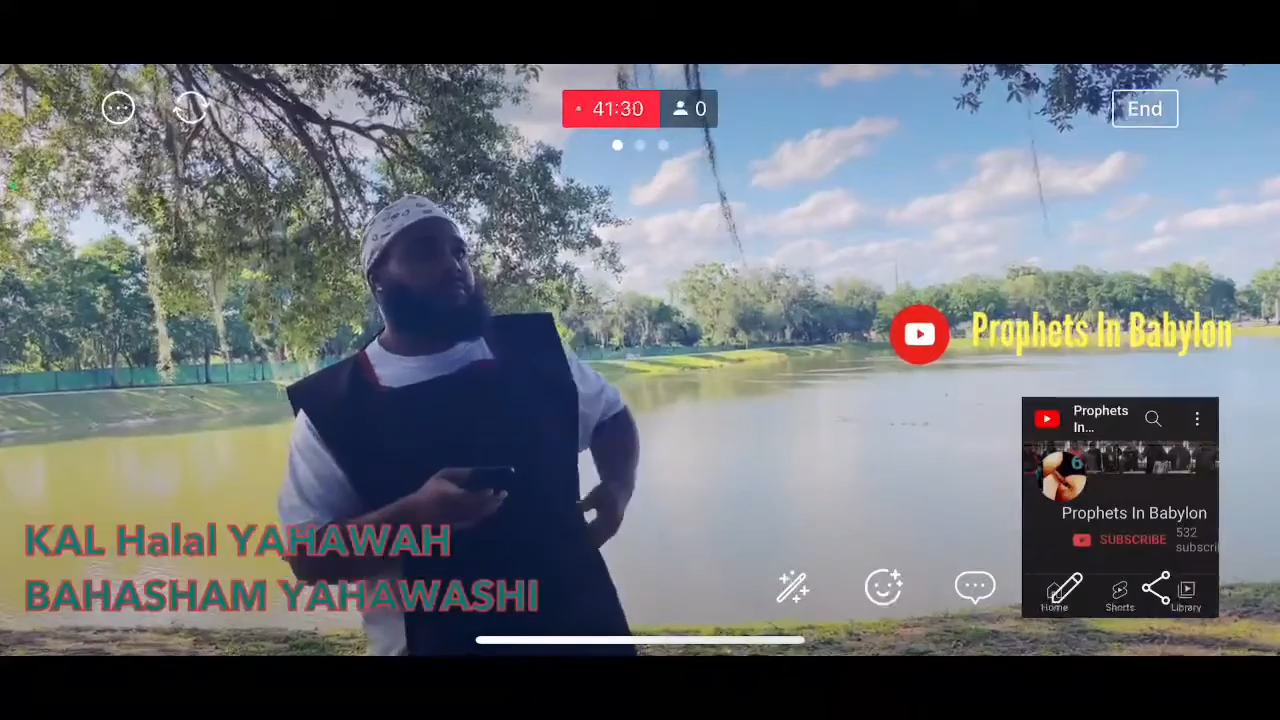 41:30
0
End
Prophets In Babylon
Prophets
In...
6
Prophets In Babylon
SUBSCRIBE
532
subscri
KAL Halal YAHAWAH
BAHASHAM YAHAWASHI
Home
Shorts
Library